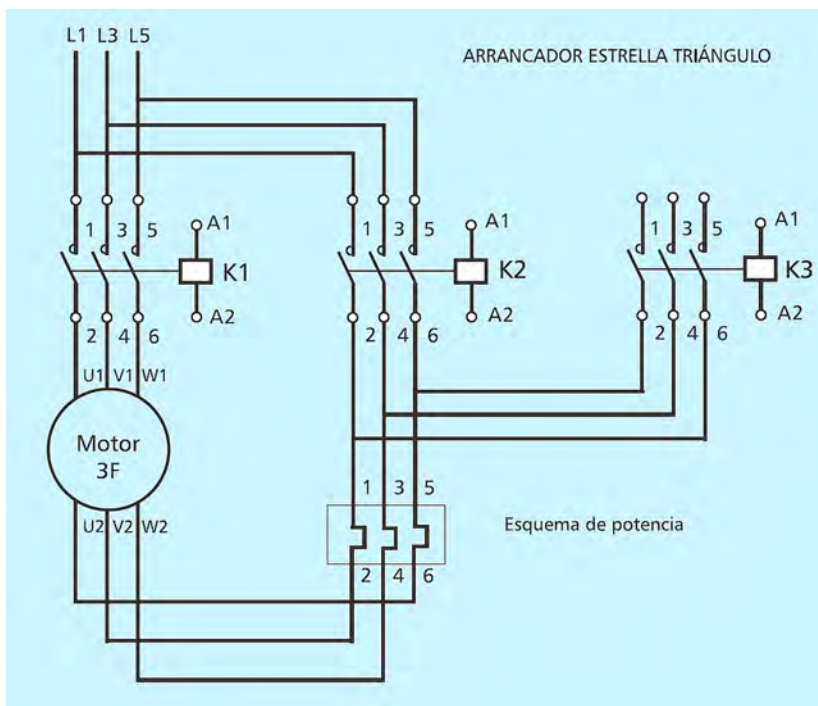 L1 L3 L5
ARRANCADOR ESTRELLA TRIÁNGULO
1 3 5 A1
K1
2 4 6 A2
1 3 5 A1
K2
2 4 6 A2
1 3 5 A1
K3
2 4 6 A2
U1 V1 W1
Motor
3F
U2 V2 W2
1 3 5
2 4 6
Esquema de potencia